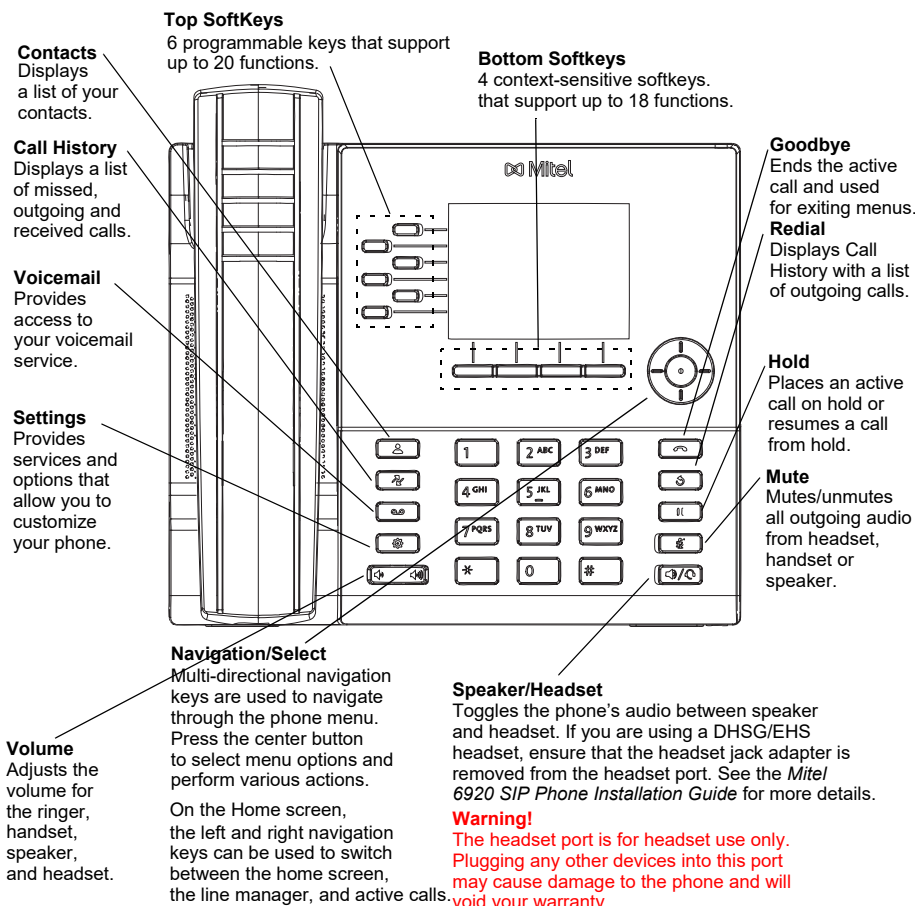 Top SoftKeys
6 programmable keys that support
up to 20 functions.
Contacts
Displays
a list of your
contacts.
Bottom Softkeys
4 context-sensitive softkeys.
that support up to 18 functions.
Call History
Displays a list
of missed,
outgoing and
received calls.
Goodbye
Ends the active
call and used
for exiting menus.
Redial
Displays Call
History with a list
of outgoing calls.
Mitel
Voicemail
Provides
access to
your voicemail
service.
Hold
Places an active
call on hold or
resumes a call
from hold.
Settings
Provides
services and
options that
allow you to
customize
your phone.
Mute
Mutes/unmutes
all outgoing audio
from headset,
handset or
speaker.
1 2 ABC 3 DEF
4 GHI 5 JKL 6 MNO
7 PQRS 8 TUV 9 WXYZ
* 0 #
Navigation/Select
Multi-directional navigation
keys are used to navigate
through the phone menu.
Press the center button
to select menu options and
perform various actions.
On the Home screen,
the left and right navigation
keys can be used to switch
between the home screen,
the line manager, and active calls.
Speaker/Headset
Toggles the phone's audio between speaker
and headset. If you are using a DHSG/EHS
headset, ensure that the headset jack adapter is
removed from the headset port. See the Mitel
6920 SIP Phone Installation Guide for more details.
Volume
Adjusts the
volume for
the ringer,
handset,
speaker,
and headset.
Warning!
The headset port is for headset use only.
Plugging any other devices into this port
may cause damage to the phone and will
void your warranty